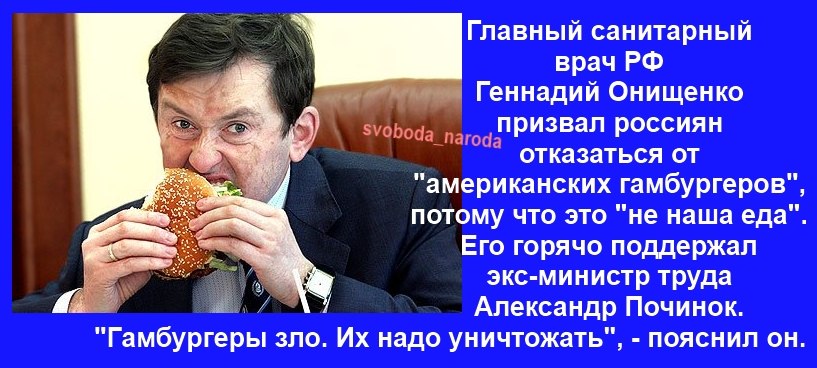 Главный санитарный
врач РФ
Геннадий Онищенко
призвал россиян
svoboda_naroda
отказаться от
"американских гамбургеров",
потому что это "не наша еда".
Его горячо поддержал
экс-министр труда
Александр Починок.
"Гамбургеры зло. Их надо уничтожать", - пояснил он.